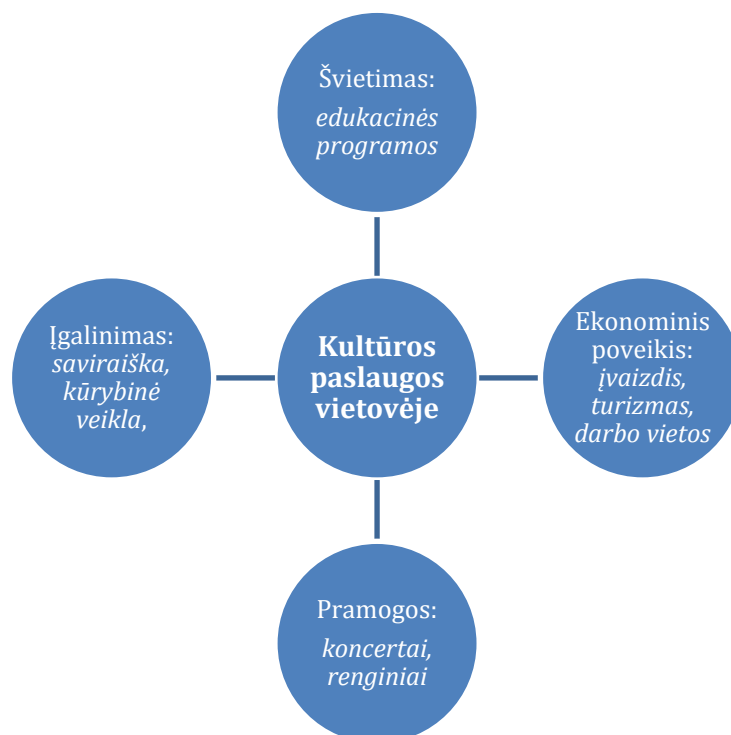 Švietimas:
edukacinės
programos
Įgalinimas:
saviraiška,
kūrybinė
veikla,
Kultūros
paslaugos
vietovėje
Ekonominis
poveikis:
įvaizdis,
turizmas,
darbo vietos
Pramogos:
koncertai,
renginiai